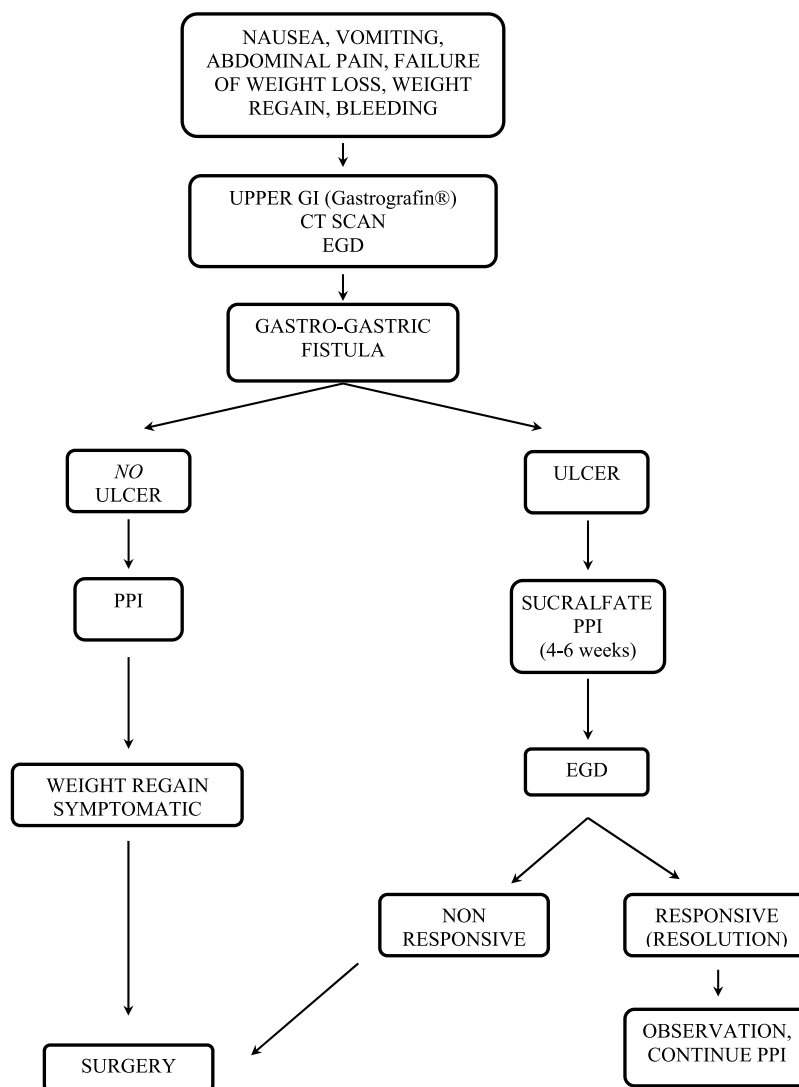 NAUSEA, VOMITING,
ABDOMINAL PAIN, FAILURE
OF WEIGHT LOSS, WEIGHT
REGAIN, BLEEDING
UPPER GI (Gastrografin®)
CT SCAN
EGD
GASTRO-GASTRIC
FISTULA
NO
ULCER
ULCER
PPI
SUCRALFATE
PPI
(4-6 weeks)
WEIGHT REGAIN
SYMPTOMATIC
EGD
NON
RESPONSIVE
RESPONSIVE
(RESOLUTION)
SURGERY
OBSERVATION,
CONTINUE PPI